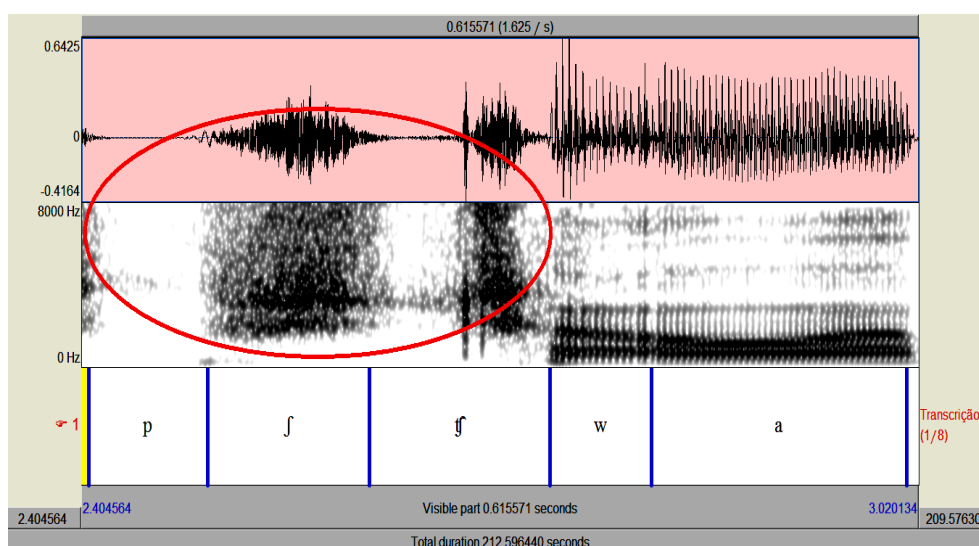 0.615571 (1.625 / s)
0.6425
0
-0.4164
8000 Hz
0 Hz
☞ 1 p ʃ t͡ʃ w a Transcrição
(1/8)
2.404564 Visible part 0.615571 seconds 3.020134
2.404564 209.57630
Total duration 212.596440 seconds